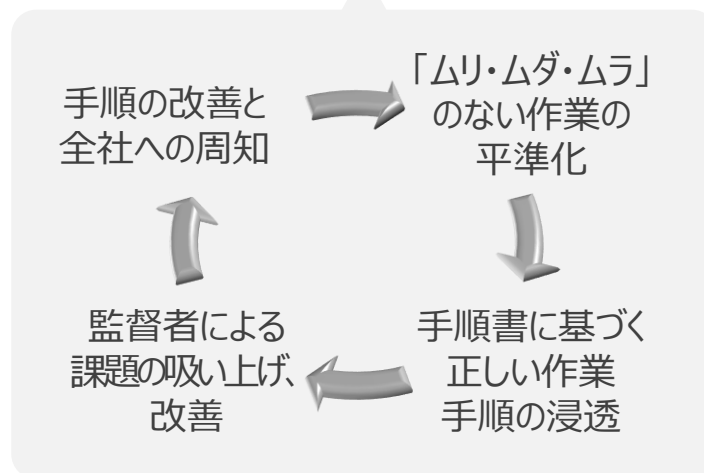 手順の改善と
全社への周知
「ムリ・ムダ・ムラ」
のない作業の
平準化
手順書に基づく
正しい作業
手順の浸透
監督者による
課題の吸い上げ、
改善